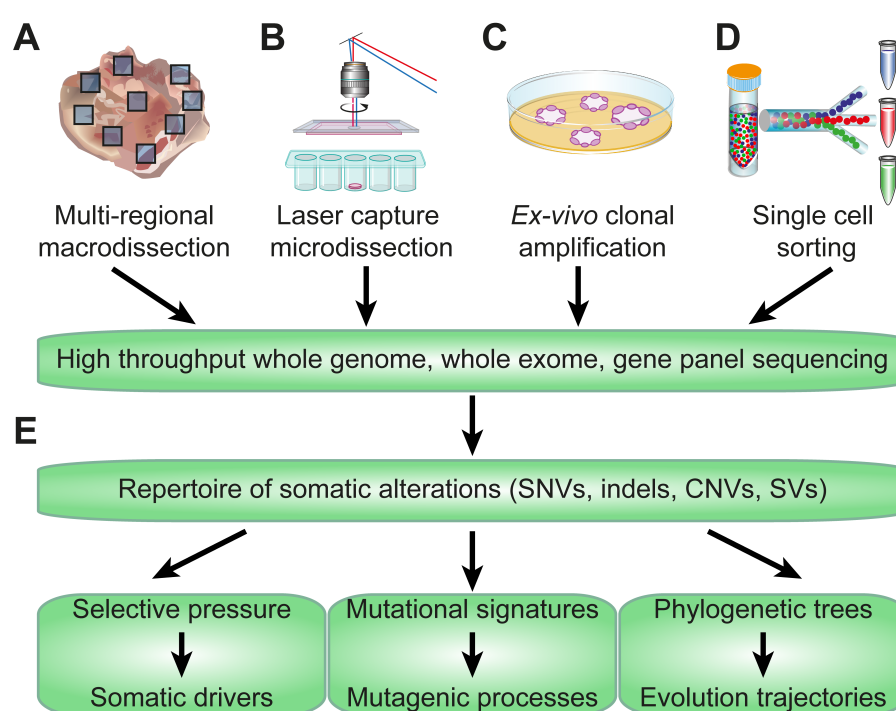 A
B
C
D
Multi-regional
macrodissection
Laser capture
microdissection
Ex-vivo clonal
amplification
Single cell
sorting
High throughput whole genome, whole exome, gene panel sequencing
E
Repertoire of somatic alterations (SNVs, indels, CNVs, SVs)
Selective pressure
Somatic drivers
Mutational signatures
Mutagenic processes
Phylogenetic trees
Evolution trajectories